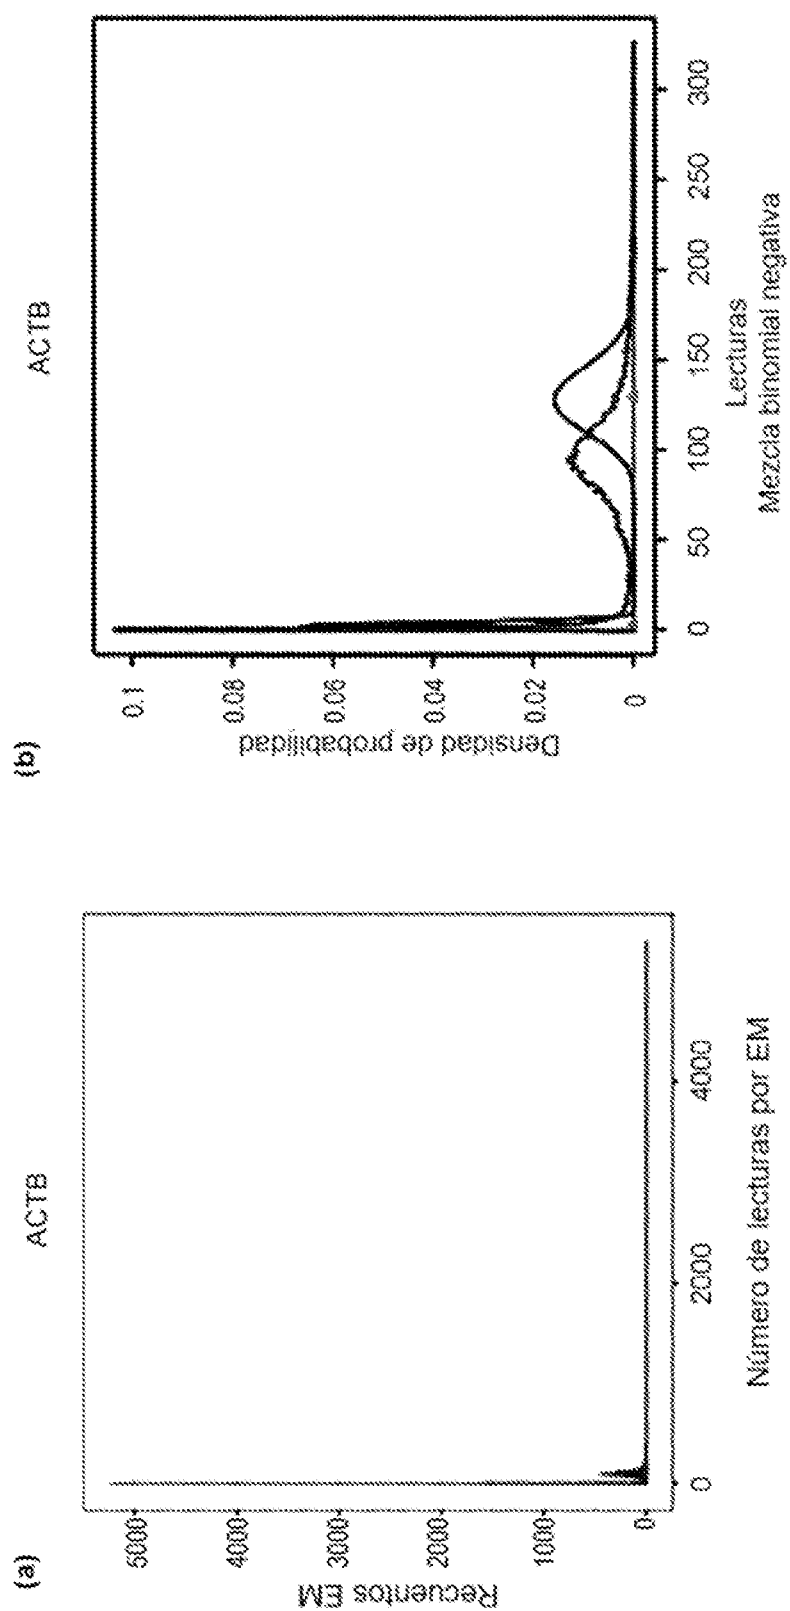 (a)
ACTB
Recuentos EM
5000
4000
3000
2000
1000
0
0
2000
4000
Número de lecturas por EM
(b)
ACTB
Densidad de probabilidad
0.1
0.08
0.06
0.04
0.02
0
0
50
100
150
200
250
300
Lecturas
Mezcla binomial negativa